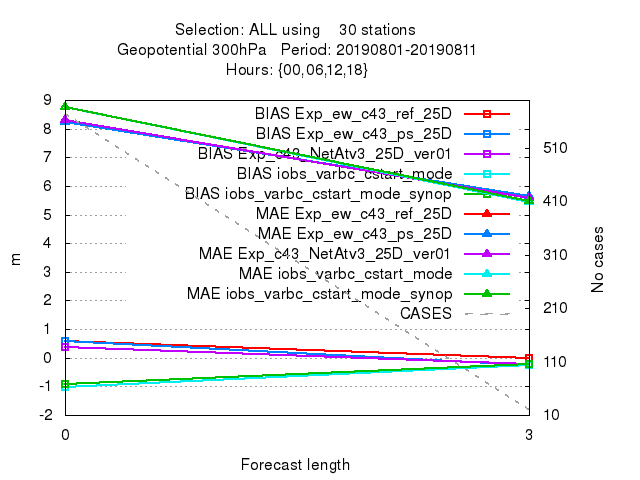 Selection: ALL using 30 stations
Geopotential 300hPa Period: 20190801-20190811
Hours: {00,06,12,18}
9
8
7
6
5
4
3
2
1
0
-1
-2
m
BIAS Exp_ew_c43_ref_25D
BIAS Exp_ew_c43_ps_25D
BIAS Exp_c43_NetAtv3_25D_ver01
BIAS iobs_varbc_cstart_mode
BIAS iobs_varbc_cstart_mode_synop
MAE Exp_ew_c43_ref_25D
MAE Exp_ew_c43_ps_25D
MAE Exp_c43_NetAtv3_25D_ver01
MAE iobs_varbc_cstart_mode
MAE iobs_varbc_cstart_mode_synop
CASES
510
410
310
210
110
10
No cases
0 3
Forecast length